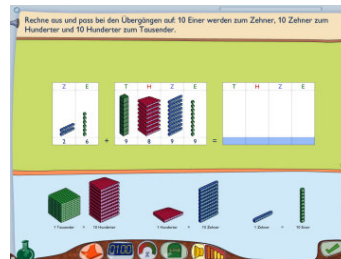 Rechne aus und pass bei den Übergängen auf: 10 Einer werden zum Zehner, 10 Zehner zum
Hunderter und 10 Hunderter zum Tausender.
Z E T H Z E T H Z E
2 6 + 9 8 9 9 =
1 Tausender = 10 Hunderter 1 Hunderter = 10 Zehner 1 Zehner = 10 Einer